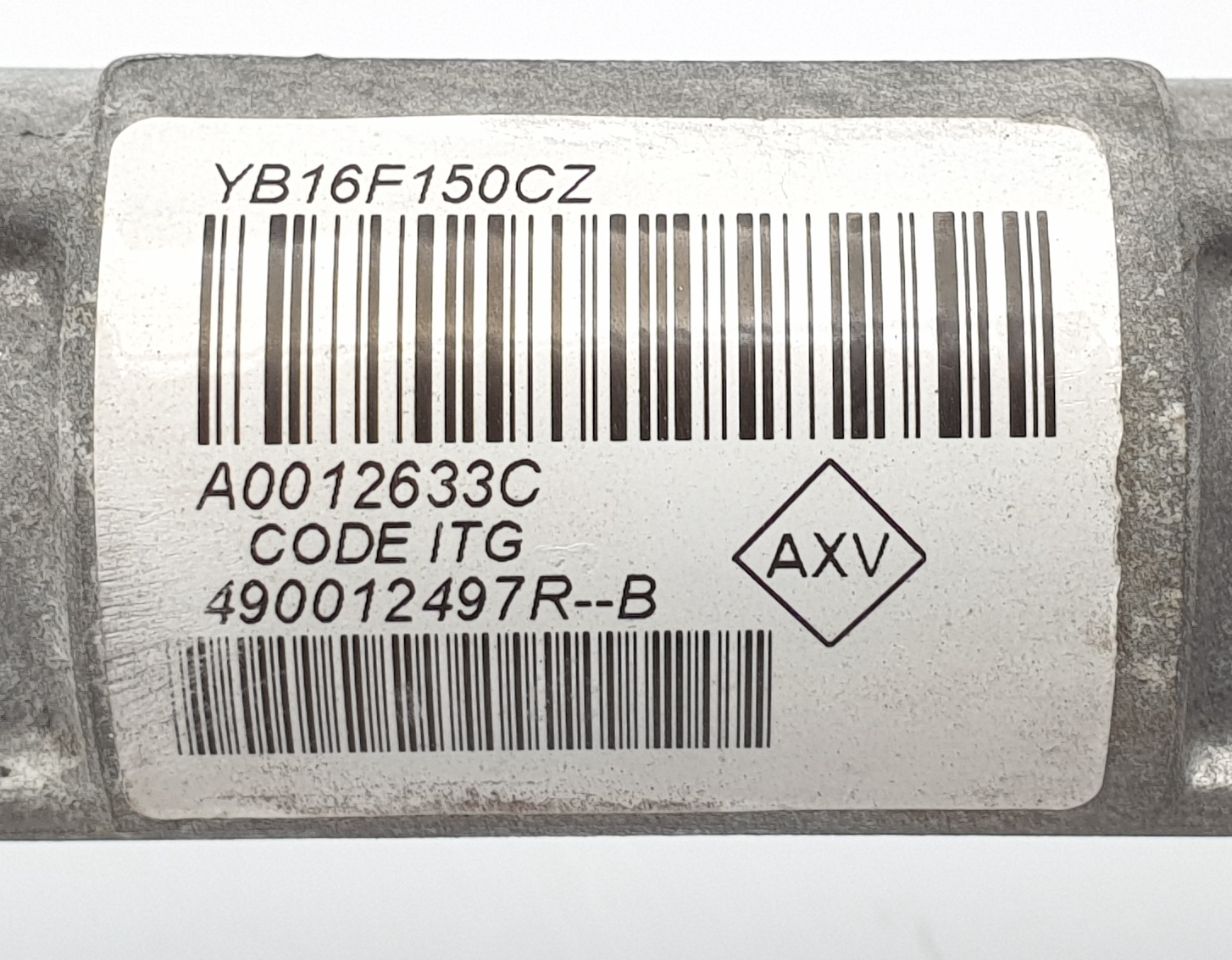 YB16F150CZ
A0012633C
CODE ITG
490012497R--B
AXV